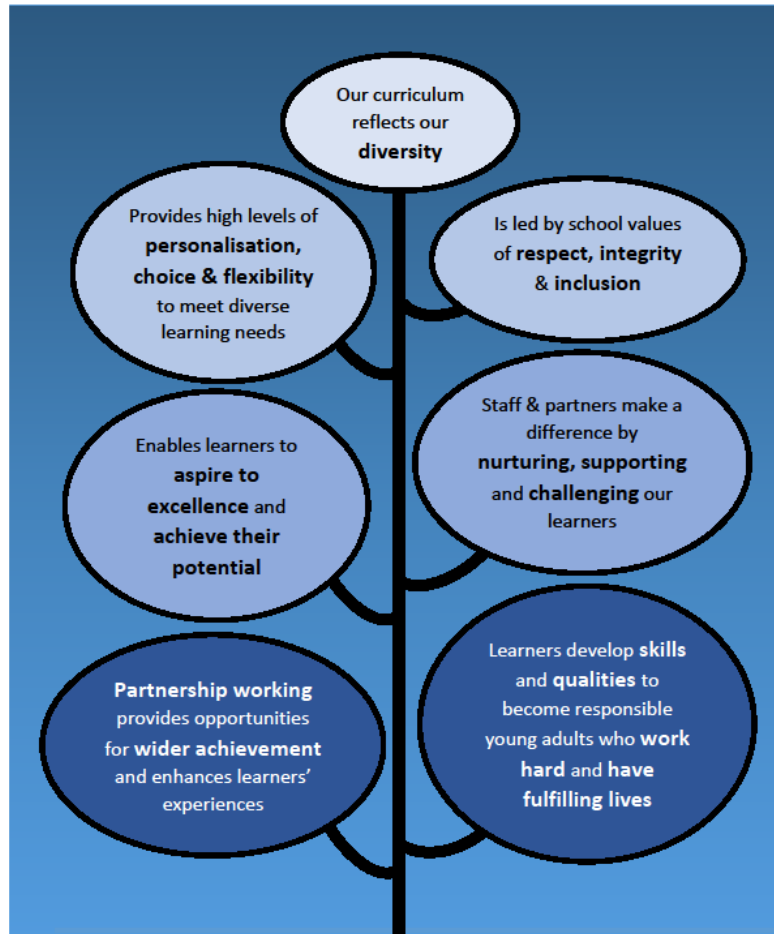 Our curriculum
reflects our
diversity
Provides high levels of
personalisation,
choice & flexibility
to meet diverse
learning needs
Is led by school values
of respect, integrity
& inclusion
Enables learners to
aspire to
excellence and
achieve their
potential
Staff & partners make a
difference by
nurturing, supporting
and challenging our
learners
Partnership working
provides opportunities
for wider achievement
and enhances learners’
experiences
Learners develop skills
and qualities to
become responsible
young adults who work
hard and have
fulfilling lives